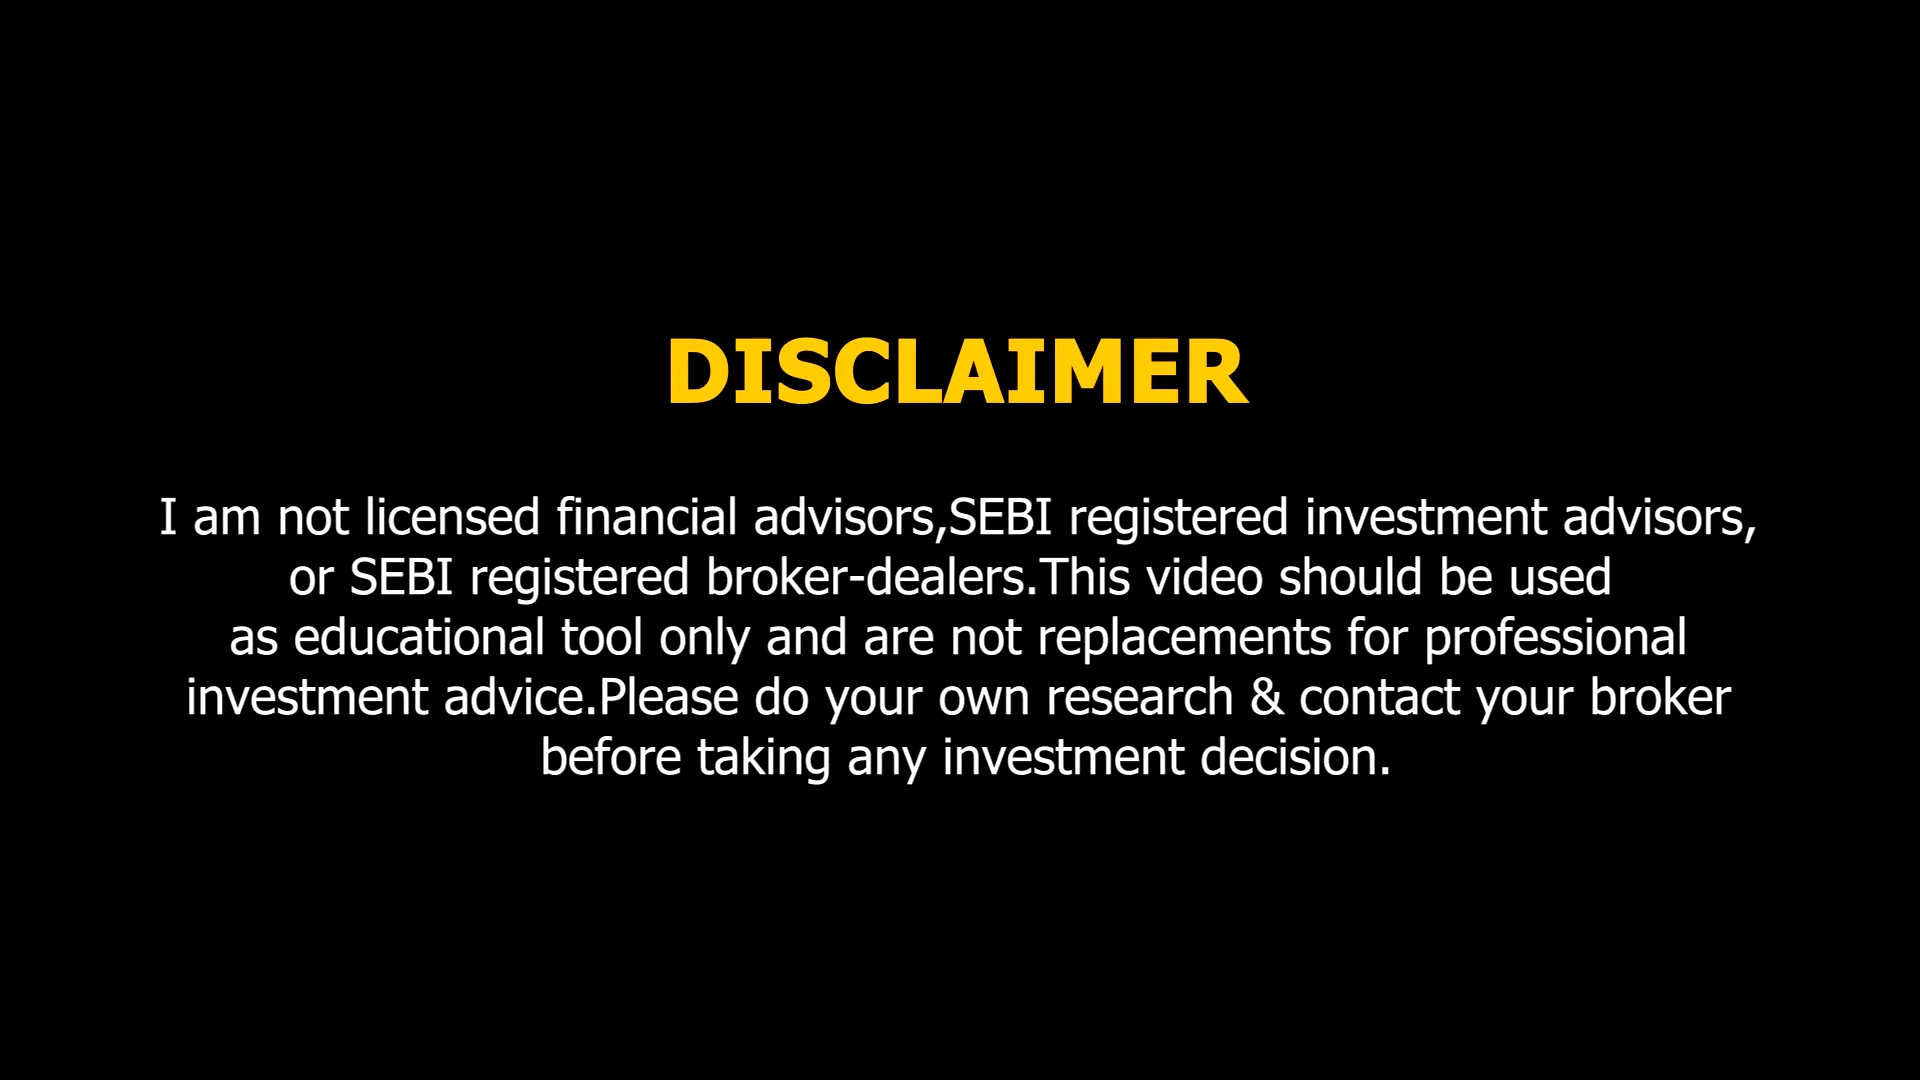 DISCLAIMER
I am not licensed financial advisors,SEBI registered investment advisors,
or SEBI registered broker-dealers.This video should be used
as educational tool only and are not replacements for professional
investment advice.Please do your own research & contact your broker
before taking any investment decision.